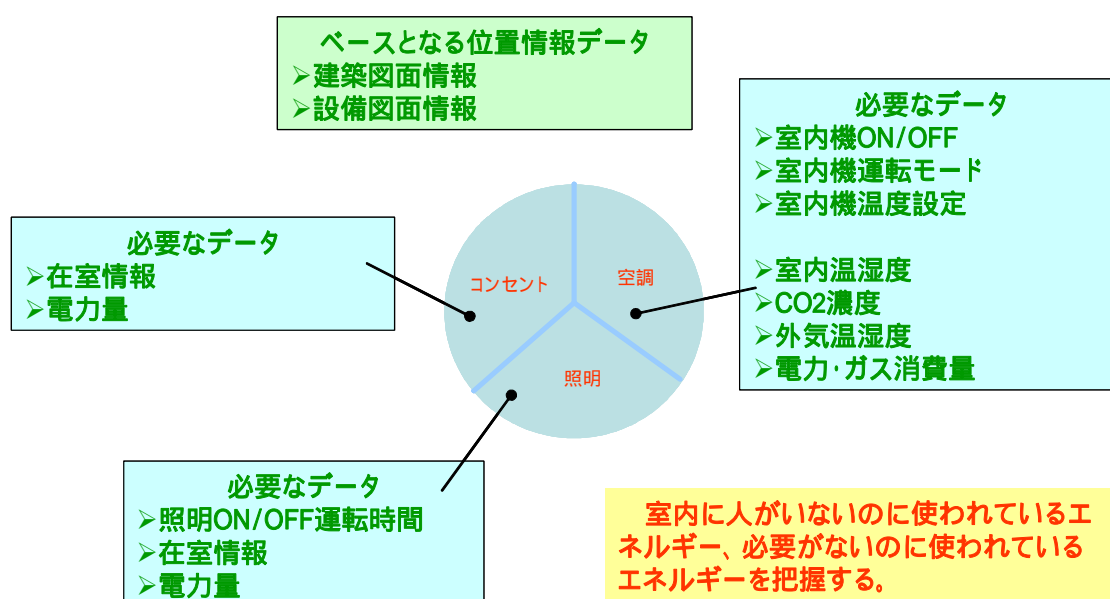 ベースとなる位置情報データ
➢建築図面情報
➢設備図面情報
必要なデータ
➢室内機ON/OFF
➢室内機運転モード
➢室内機温度設定
➢室内温湿度
➢CO2濃度
➢外気温湿度
➢電力・ガス消費量
必要なデータ
➢在室情報
➢電力量
コンセント
空調
照明
必要なデータ
➢照明ON/OFF運転時間
➢在室情報
➢電力量
室内に人がいないのに使われているエ
ネルギー、必要がないのに使われている
エネルギーを把握する。